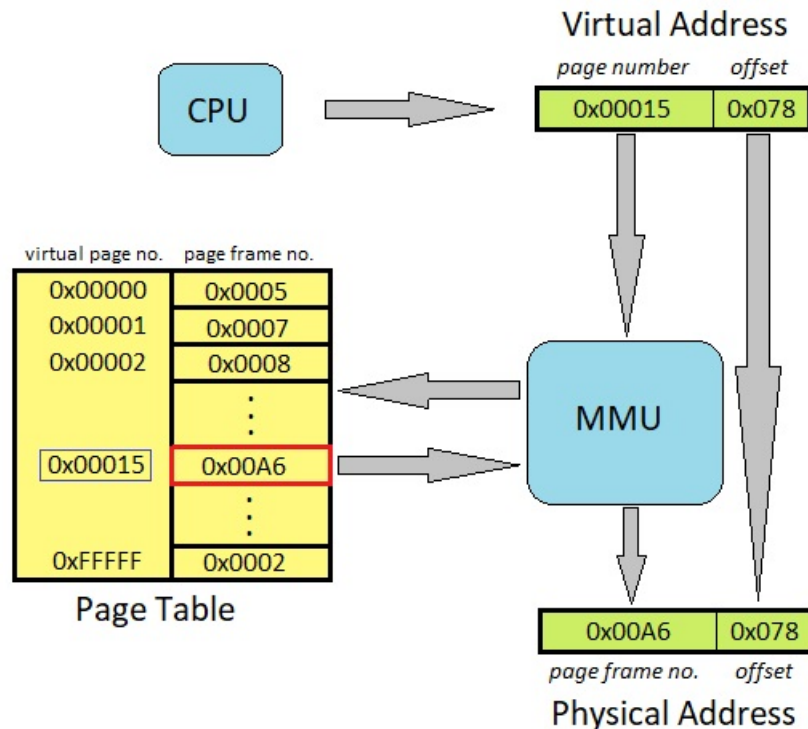 Virtual Address
page number offset
CPU
0x00015 0x078
virtual page no. page frame no.
0x00000 0x0005
0x00001 0x0007
0x00002 0x0008
MMU
0x00015 0x00A6
0xFFFFF 0x0002
Page Table
0x00A6 0x078
page frame no. offset
Physical Address